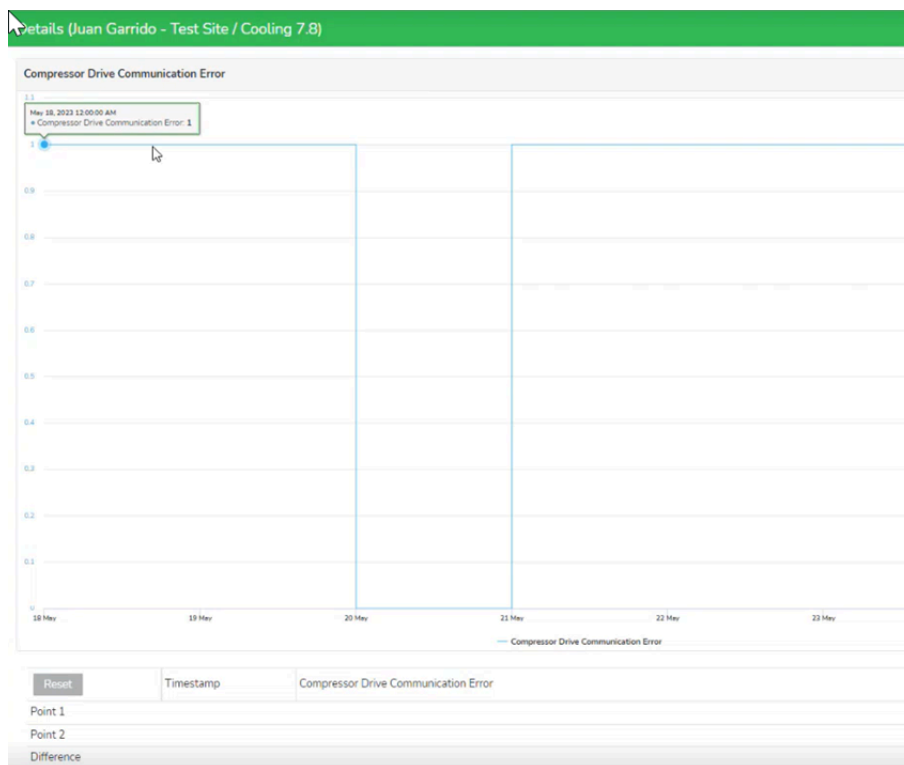 Details (Juan Garrido - Test Site / Cooling 7.8)
Compressor Drive Communication Error
1.1
May 18, 2023 12:00:00 AM
Compressor Drive Communication Error: 1
1
0.9
0.8
0.7
0.6
0.5
0.4
0.3
0.2
0.1
0
18 May 19 May 20 May 21 May 22 May 23 May
Compressor Drive Communication Error
Reset Timestamp Compressor Drive Communication Error
Point 1
Point 2
Difference